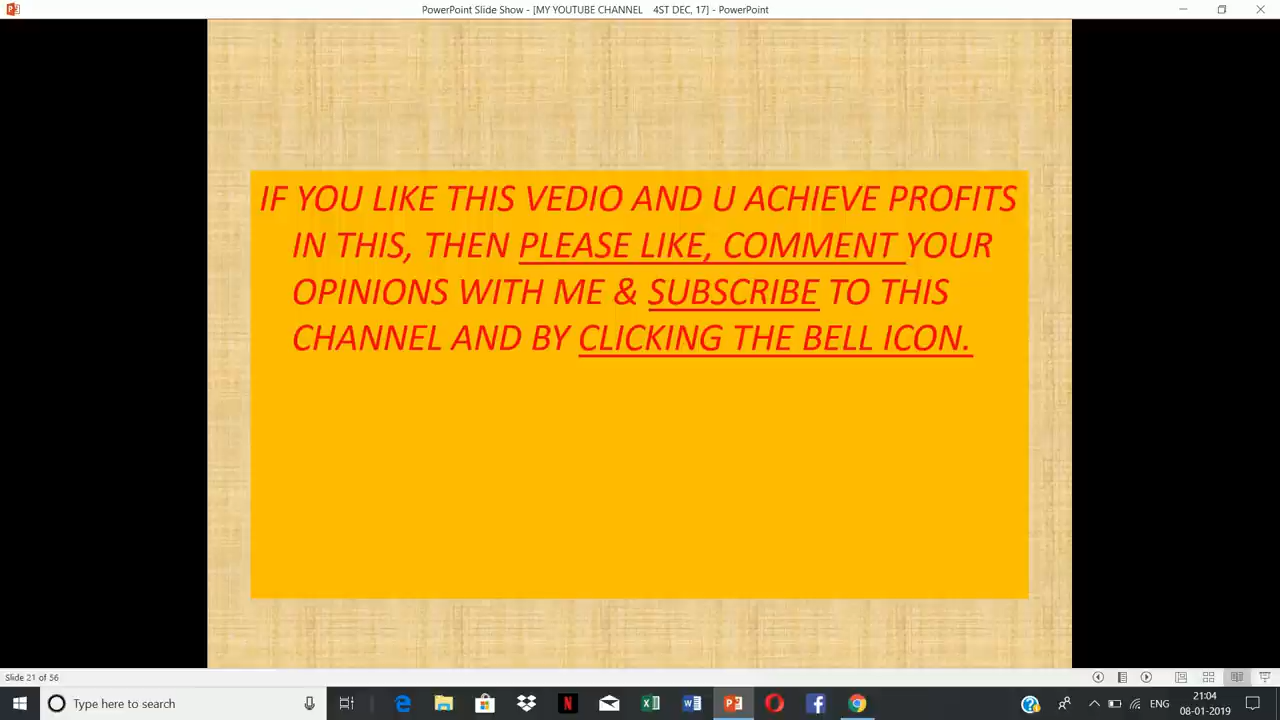 PowerPoint Slide Show - [MY YOUTUBE CHANNEL 4ST DEC, 17] - PowerPoint
IF YOU LIKE THIS VEDIO AND U ACHIEVE PROFITS
IN THIS, THEN PLEASE LIKE, COMMENT YOUR
OPINIONS WITH ME & SUBSCRIBE TO THIS
CHANNEL AND BY CLICKING THE BELL ICON.
Slide 21 of 56
Type here to search
ENG
21:04
08-01-2019